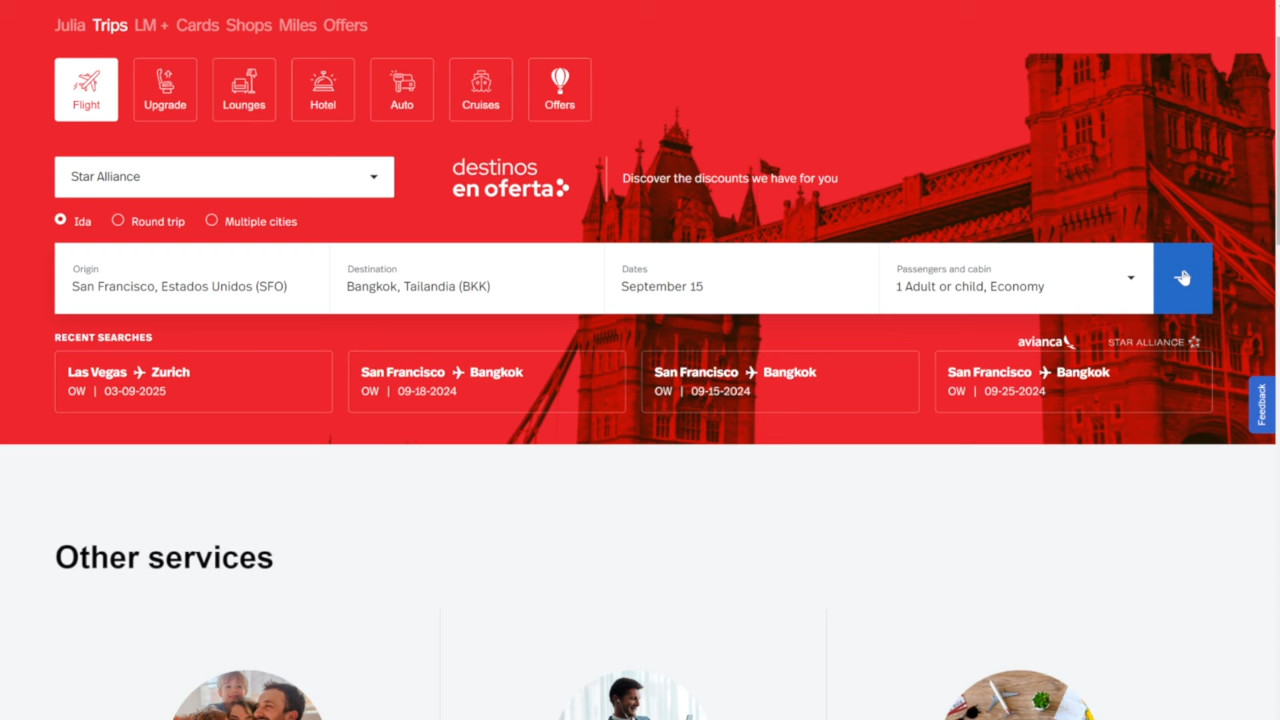 Julia Trips LM + Cards Shops Miles Offers
Flight
Upgrade
Lounges
Hotel
Auto
Cruises
Offers
Star Alliance
destinos
en oferta
Discover the discounts we have for you
Ida
Round trip
Multiple cities
Origin
San Francisco, Estados Unidos (SFO)
Destination
Bangkok, Tailandia (BKK)
Dates
September 15
Passengers and cabin
1 Adult or child, Economy
RECENT SEARCHES
avianca
STAR ALLIANCE
Las Vegas Zurich
OW | 03-09-2025
San Francisco Bangkok
OW | 09-18-2024
San Francisco Bangkok
OW | 09-15-2024
San Francisco Bangkok
OW | 09-25-2024
Feedback
Other services